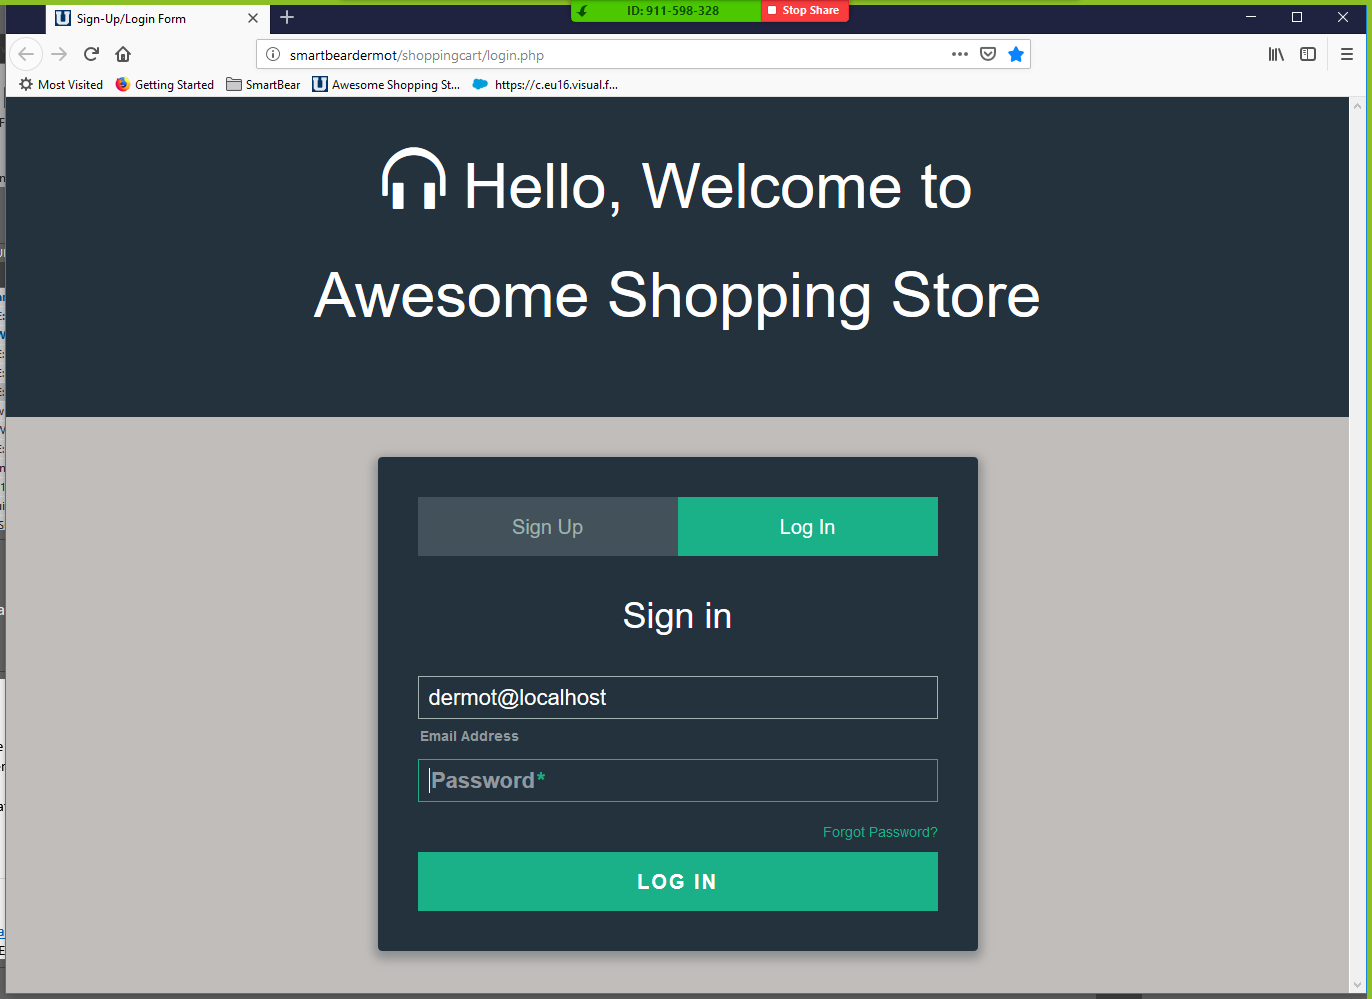 Sign-Up/Login Form
ID: 911-598-328
Stop Share
smartbeardermot/shoppingcart/login.php
Most Visited
Getting Started
SmartBear
Awesome Shopping St...
https://c.eu16.visual.f...
Hello, Welcome to
Awesome Shopping Store
Sign Up
Log In
Sign in
dermot@localhost
Email Address
Password*
Forgot Password?
LOG IN